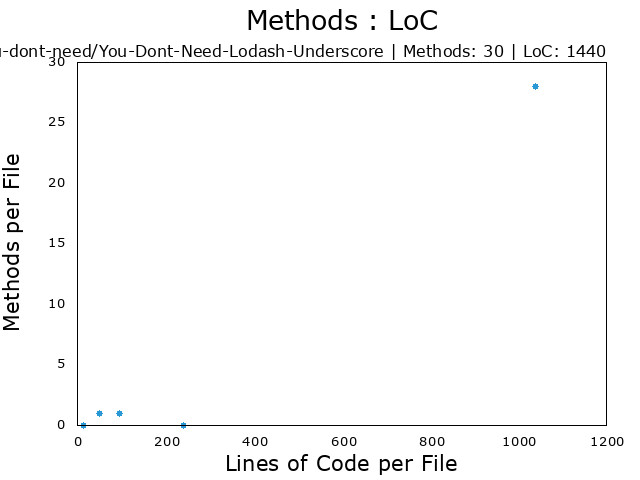 Methods : LoC
-dont-need/You-Dont-Need-Lodash-Underscore | Methods: 30 | LoC: 1440
30
25
20
15
10
5
0
Methods per File
0 200 400 600 800 1000 1200
Lines of Code per File